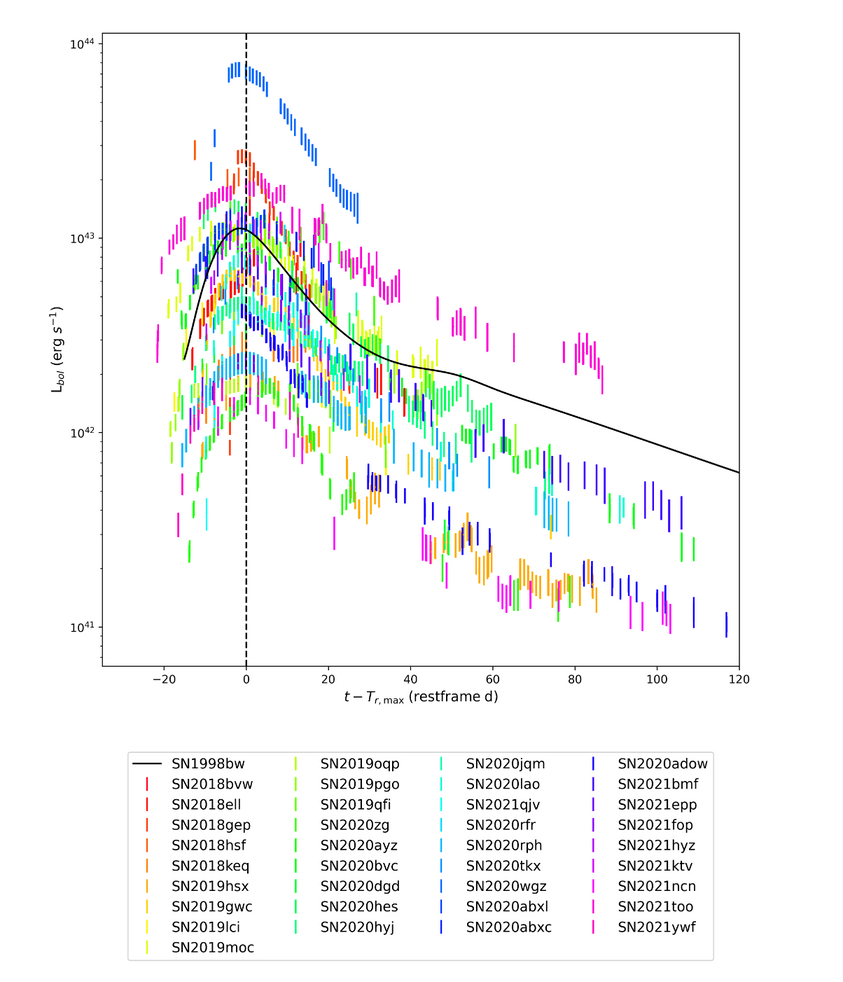 10^44
10^43
10^42
10^41
L_bol (erg s^−1)
−20 0 20 40 60 80 100 120
t − T_r,max (restframe d)
SN1998bw SN2019oqp SN2020jqm SN2020adow
SN2018bvw SN2019pgo SN2020lao SN2021bmf
SN2018ell SN2019qfi SN2021qjv SN2021epp
SN2018gep SN2020zg SN2020rfr SN2021fop
SN2018hsf SN2020ayz SN2020rph SN2021hyz
SN2018keq SN2020bvc SN2020tkx SN2021ktv
SN2019hsx SN2020dgd SN2020wgz SN2021ncn
SN2019gwc SN2020hes SN2020abxl SN2021too
SN2019lci SN2020hyj SN2020abxc SN2021ywf
SN2019moc